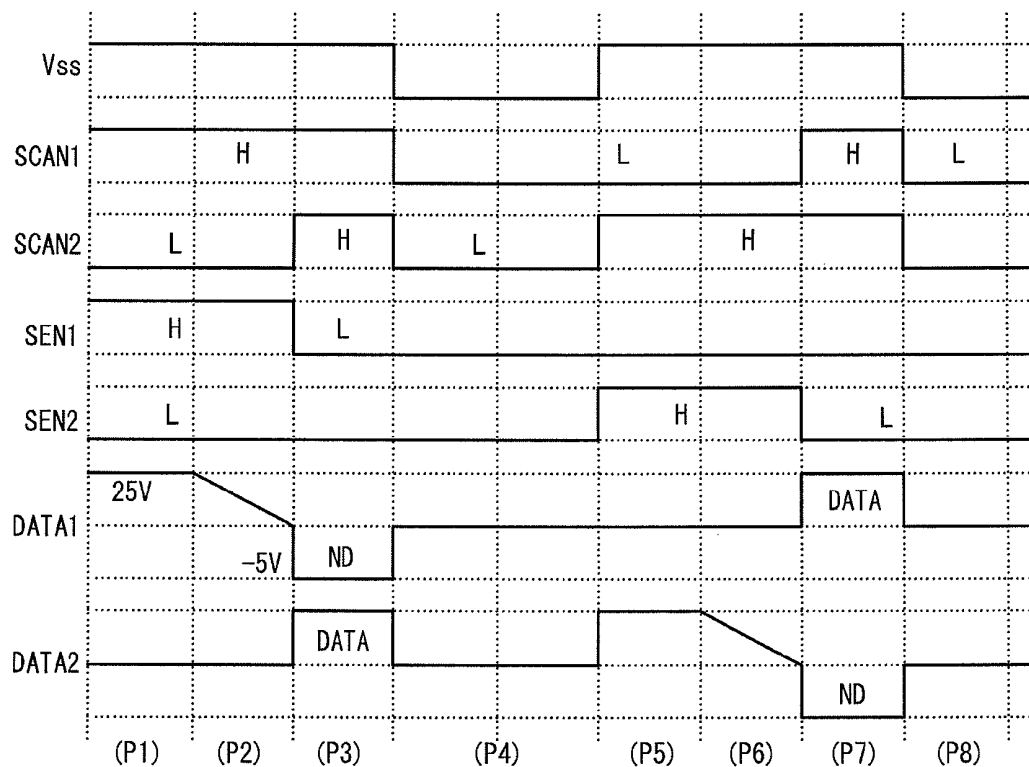 Vss
SCAN1 H L H L
SCAN2 L H L H
SEN1 H L
SEN2 L H L
25V
DATA1 DATA
-5V ND
DATA2 DATA
ND
(P1) (P2) (P3) (P4) (P5) (P6) (P7) (P8)